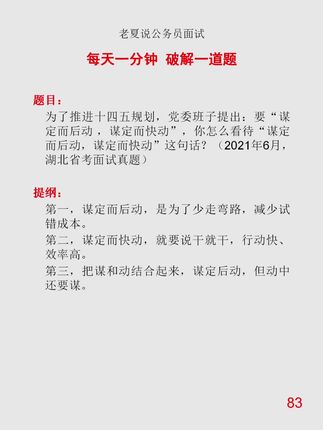 老夏说公务员面试
每天一分钟 破解一道题
题目：
为了推进十四五规划，党委班子提出：要“谋
定而后动 ，谋定而快动”，你怎么看待“谋定
而后动，谋定而快动”这句话？（2021年6月，
湖北省考面试真题）
提纲：
第一，谋定而后动，是为了少走弯路，减少试
错成本。
第二，谋定而快动，就要说干就干，行动快、
效率高。
第三，把谋和动结合起来，谋定后动，但动中
还要谋。
83